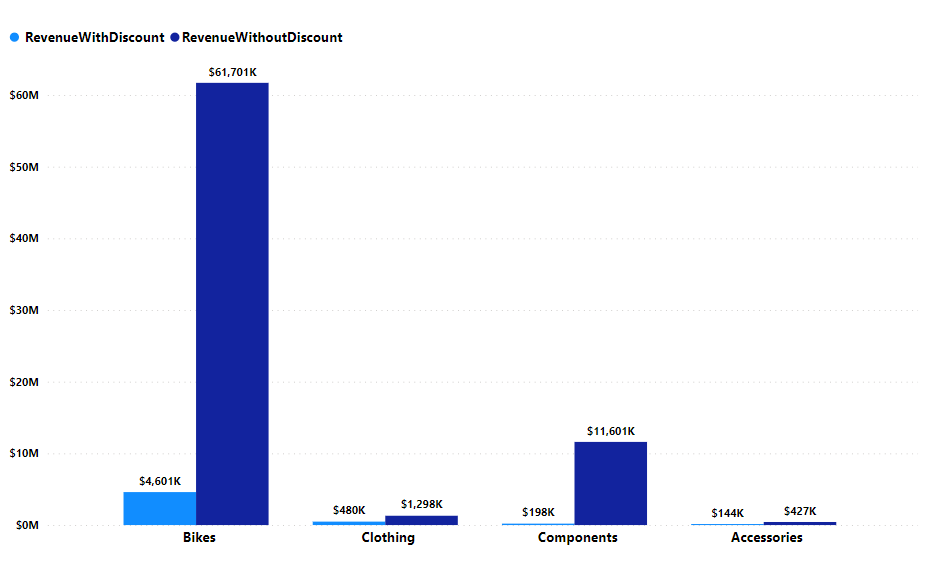 RevenueWithDiscount RevenueWithoutDiscount
$61,701K
$60M
$50M
$40M
$30M
$20M
$11,601K
$10M
$4,601K
$480K $1,298K $198K $144K $427K
$0M
Bikes Clothing Components Accessories